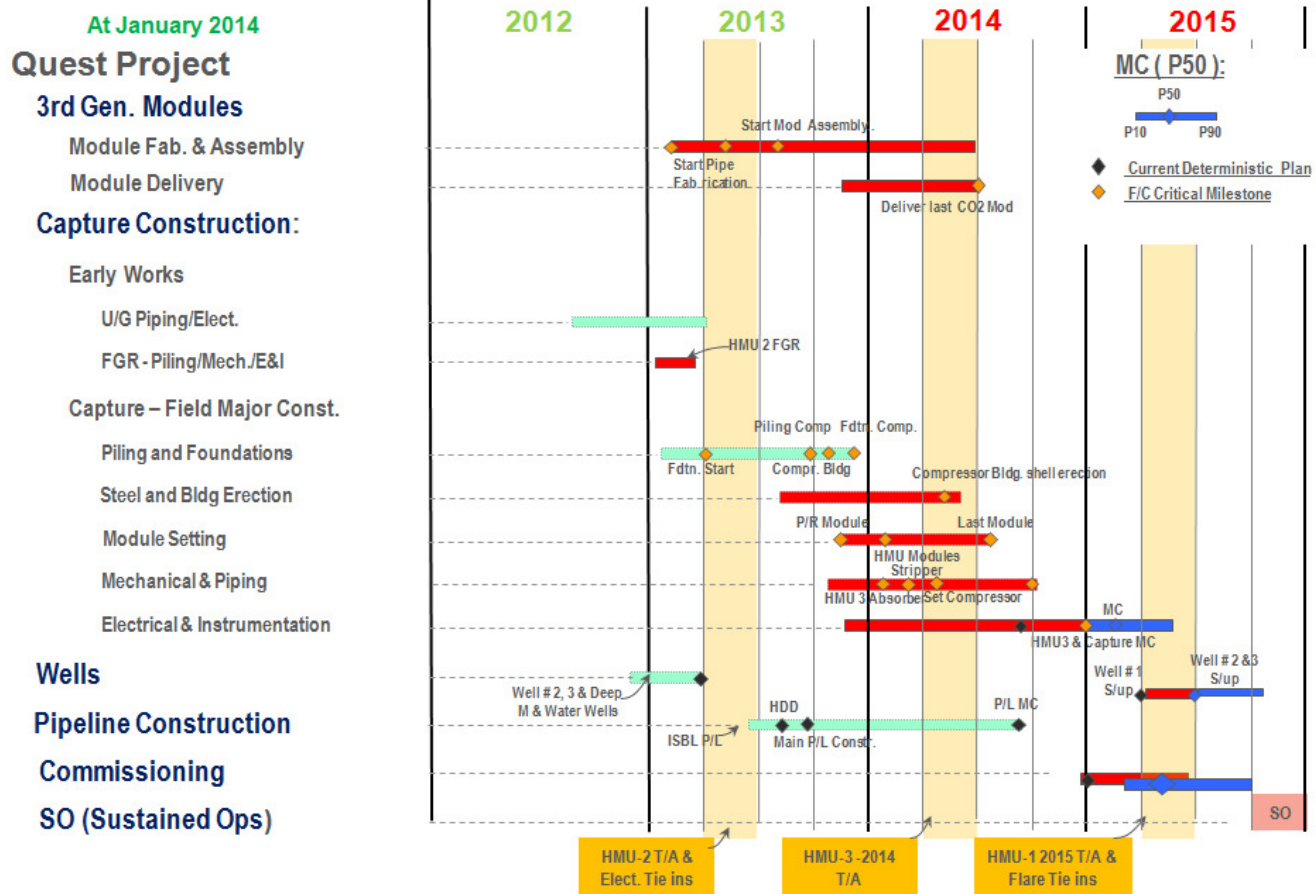 At January 2014
2012 2013 2014 2015
Quest Project
MC ( P50 ):
P50
P10 P90
Current Deterministic Plan
F/C Critical Milestone
3rd Gen. Modules
Module Fab. & Assembly
Start Mod Assembly.
Start Pipe
Fab rication
Module Delivery
Deliver last CO2 Mod
Capture Construction:
Early Works
U/G Piping/Elect.
FGR - Piling/Mech./E&I
HMU 2 FGR
Capture – Field Major Const.
Piling Comp Fdtn. Comp.
Piling and Foundations
Fdtn. Start Compr. Bldg
Steel and Bldg Erection
Compressor Bldg. shell erection
P/R Module Last Module
Module Setting
HMU Modules
Stripper
Mechanical & Piping
HMU 3 Absorber Set Compressor
MC
Electrical & Instrumentation
HMU3 & Capture MC
Wells
Well # 2, 3 & Deep
M & Water Wells
Well # 1
S/up
Well # 2 &3
S/up
Pipeline Construction
HDD P/L MC
ISBL P/L Main P/L Constr.
Commissioning
SO (Sustained Ops)
SO
HMU-2 T/A &
Elect. Tie ins
HMU-3 -2014
T/A
HMU-1 2015 T/A &
Flare Tie ins